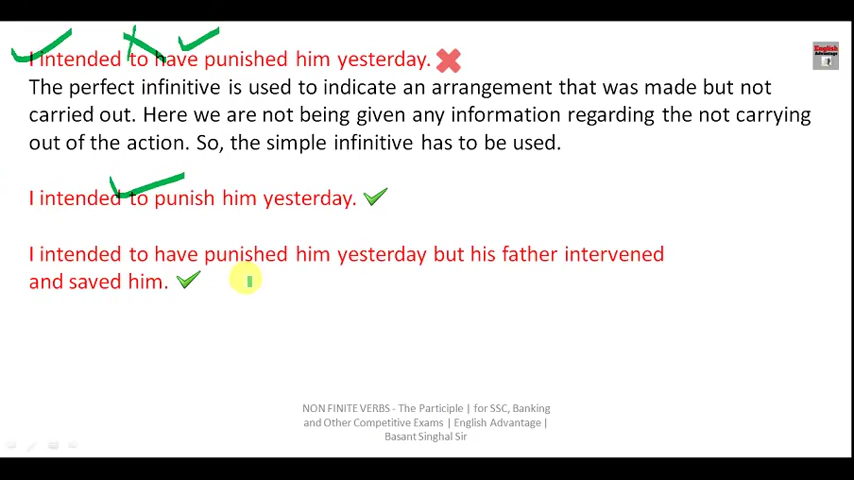 I intended to have punished him yesterday.
The perfect infinitive is used to indicate an arrangement that was made but not
carried out. Here we are not being given any information regarding the not carrying
out of the action. So, the simple infinitive has to be used.
I intended to punish him yesterday.
I intended to have punished him yesterday but his father intervened
and saved him.
English
Advantage
NON FINITE VERBS - The Participle | for SSC, Banking
and Other Competitive Exams | English Advantage |
Basant Singhal Sir